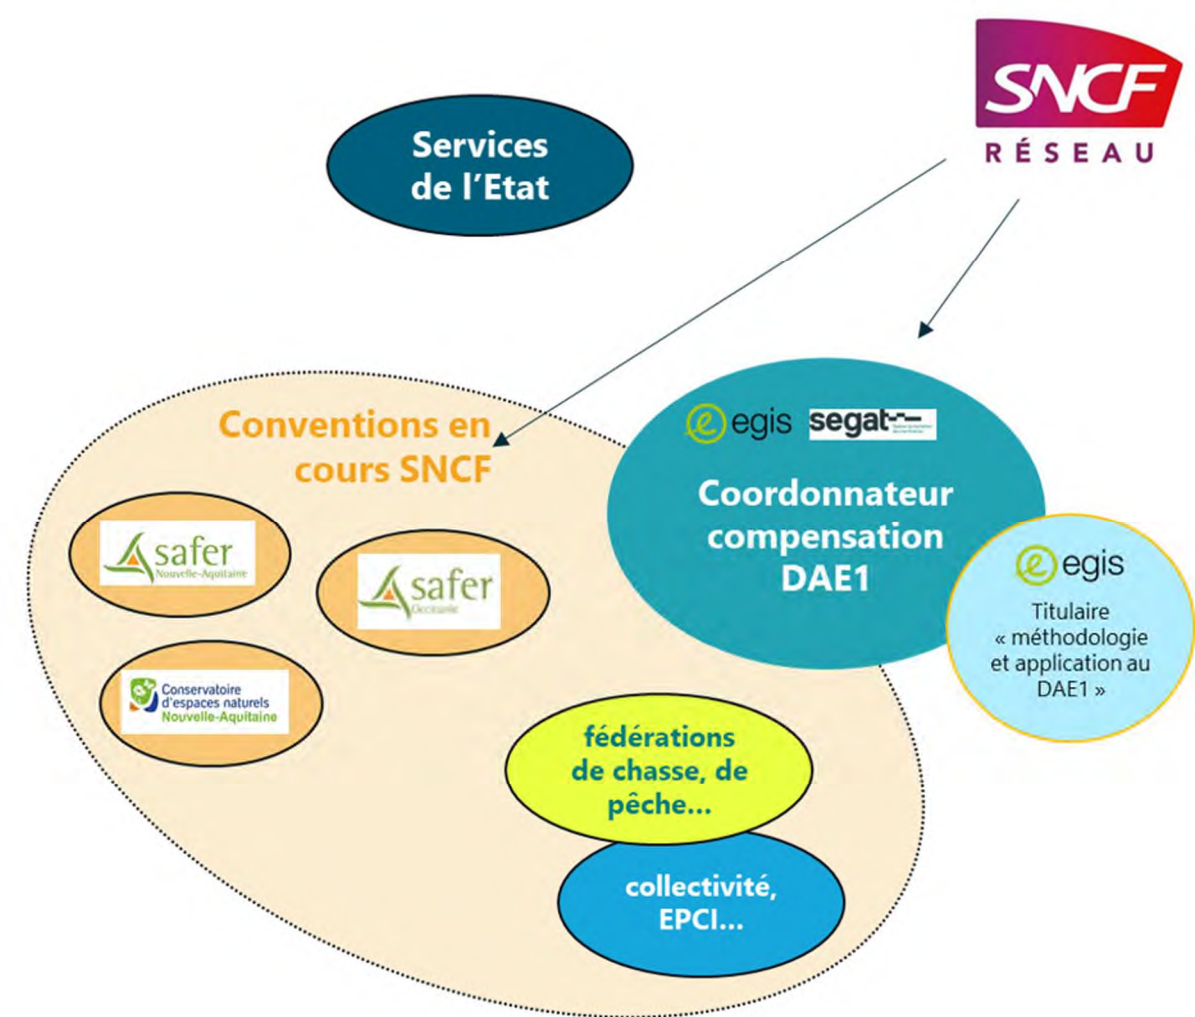 SNCF
RÉSEAU
Services
de l'Etat
Conventions en
cours SNCF
egis
segat
Coordonnateur
compensation
DAE1
safer
Nouvelle-Aquitaine
safer
Occitanie
egis
Titulaire
« méthodologie
et application au
DAE1 »
Conservatoire
d'espaces naturels
Nouvelle-Aquitaine
fédérations
de chasse, de
pêche...
collectivité,
EPCI...